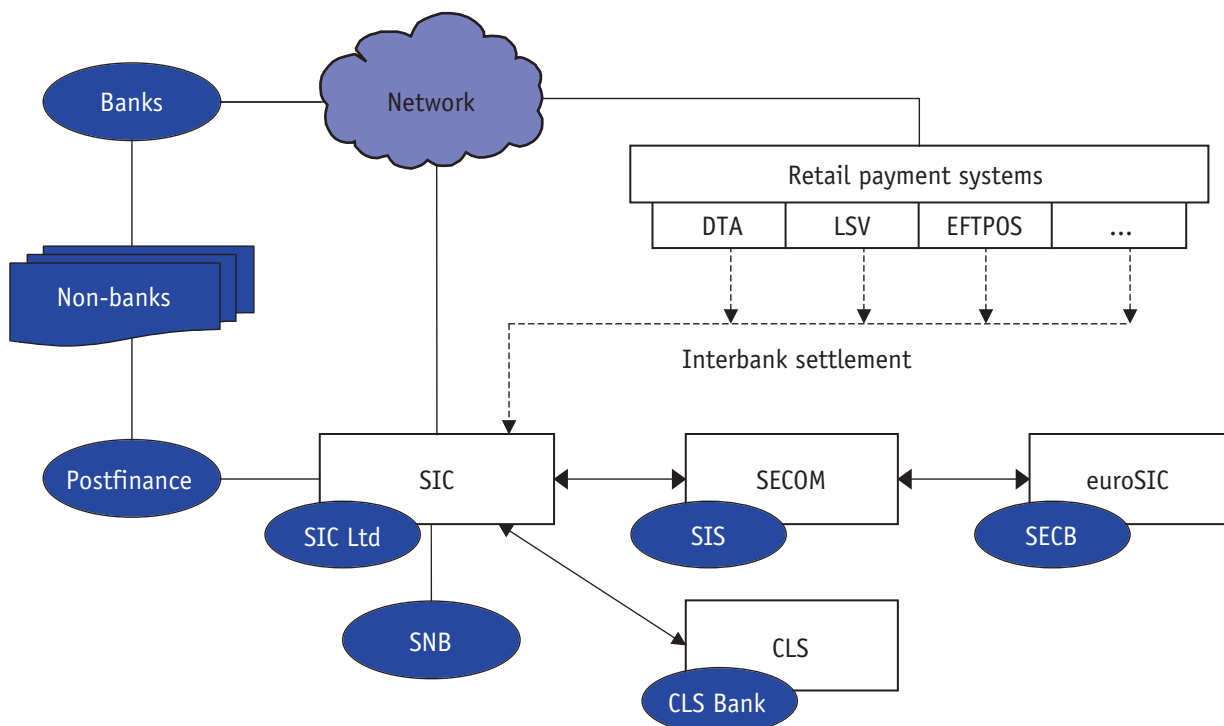 Banks
Network
Retail payment systems
DTA
LSV
EFTPOS
...
Non-banks
Interbank settlement
Postfinance
SIC
SECOM
euroSIC
SIC Ltd
SIS
SECB
SNB
CLS
CLS Bank